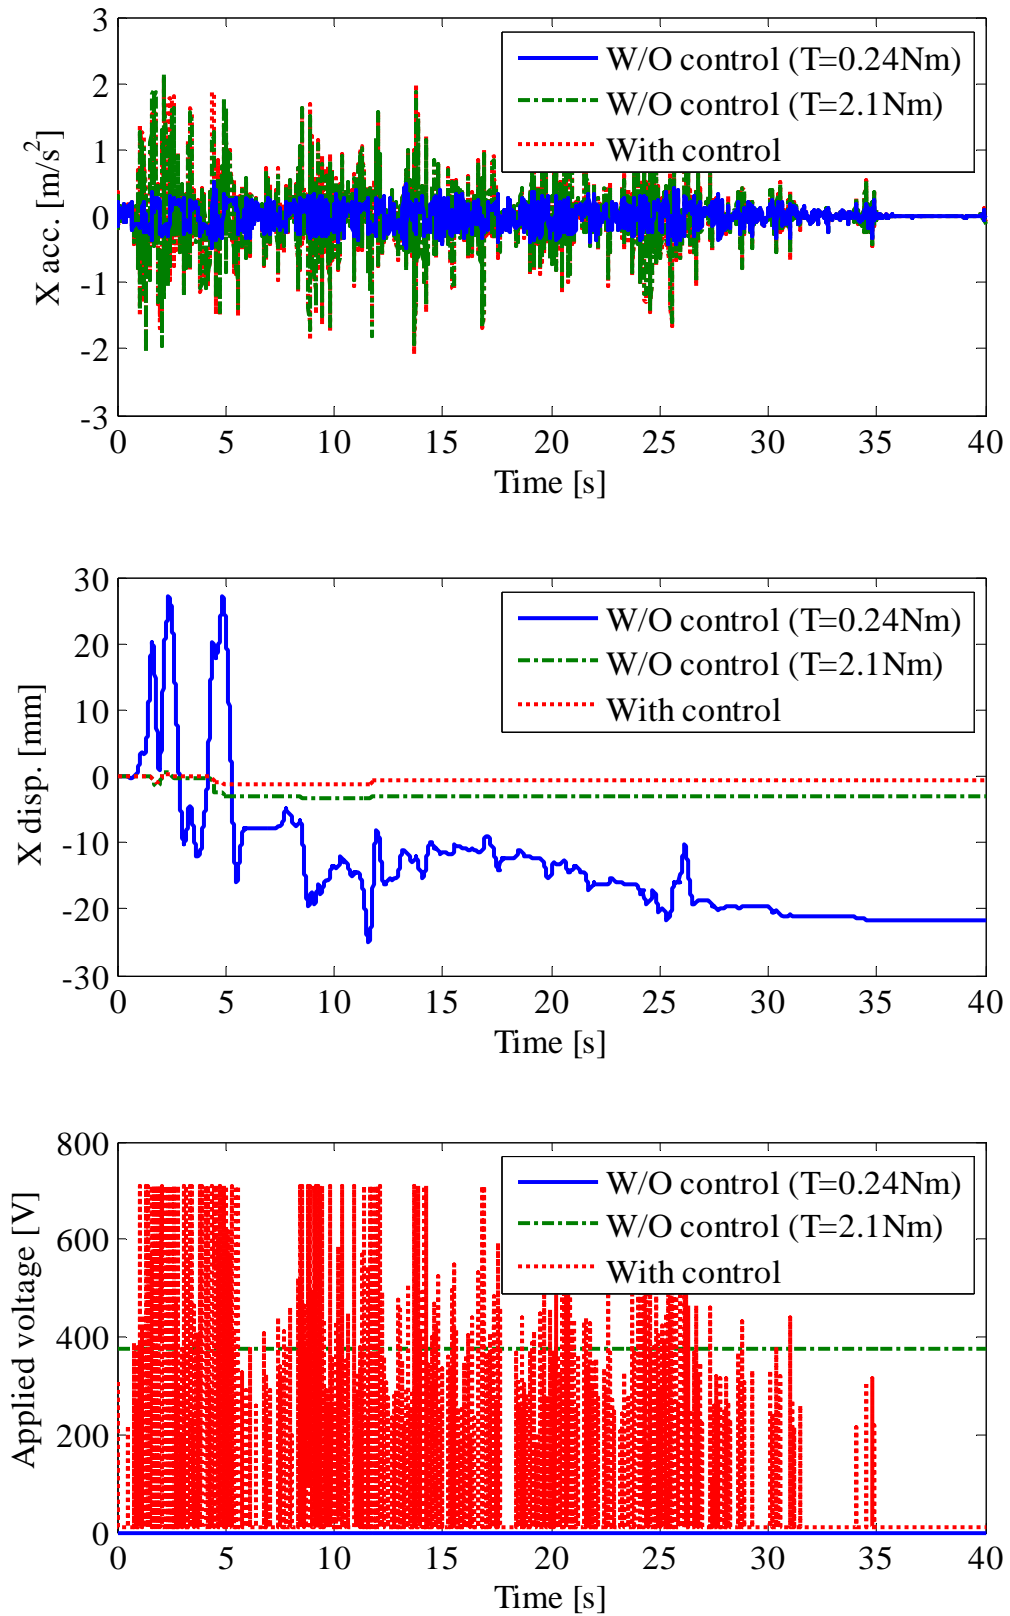 3
2
1
0
-1
-2
-3
X acc. [m/s2]
W/O control (T=0.24Nm)
W/O control (T=2.1Nm)
With control
0 5 10 15 20 25 30 35 40
Time [s]
30
20
10
0
-10
-20
-30
X disp. [mm]
W/O control (T=0.24Nm)
W/O control (T=2.1Nm)
With control
0 5 10 15 20 25 30 35 40
Time [s]
800
600
400
200
0
Applied voltage [V]
W/O control (T=0.24Nm)
W/O control (T=2.1Nm)
With control
0 5 10 15 20 25 30 35 40
Time [s]